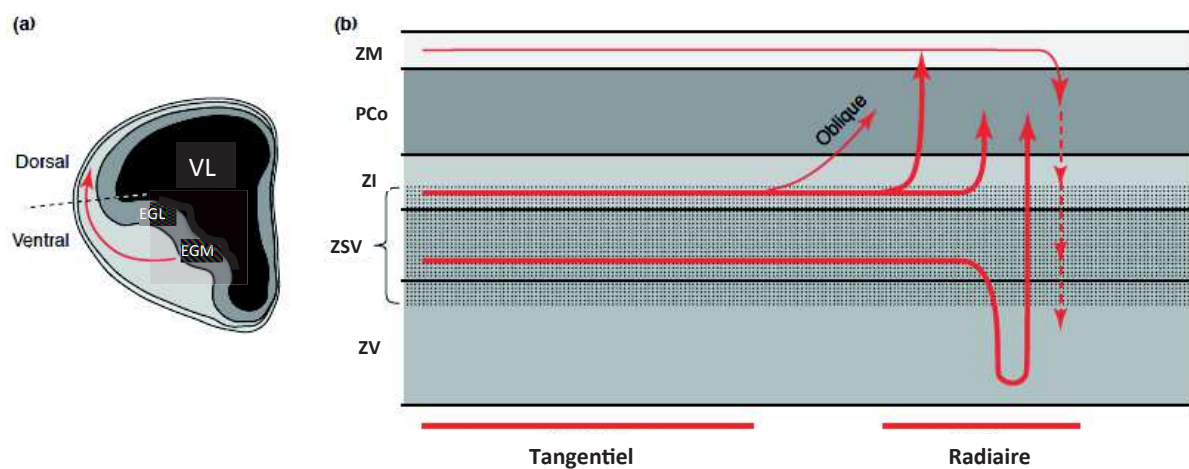 (a)
Dorsal
Ventral
VL
EGL
EGM
(b)
ZM
PCo
ZI
ZSV
ZV
Oblique
Tangentiel
Radiaire